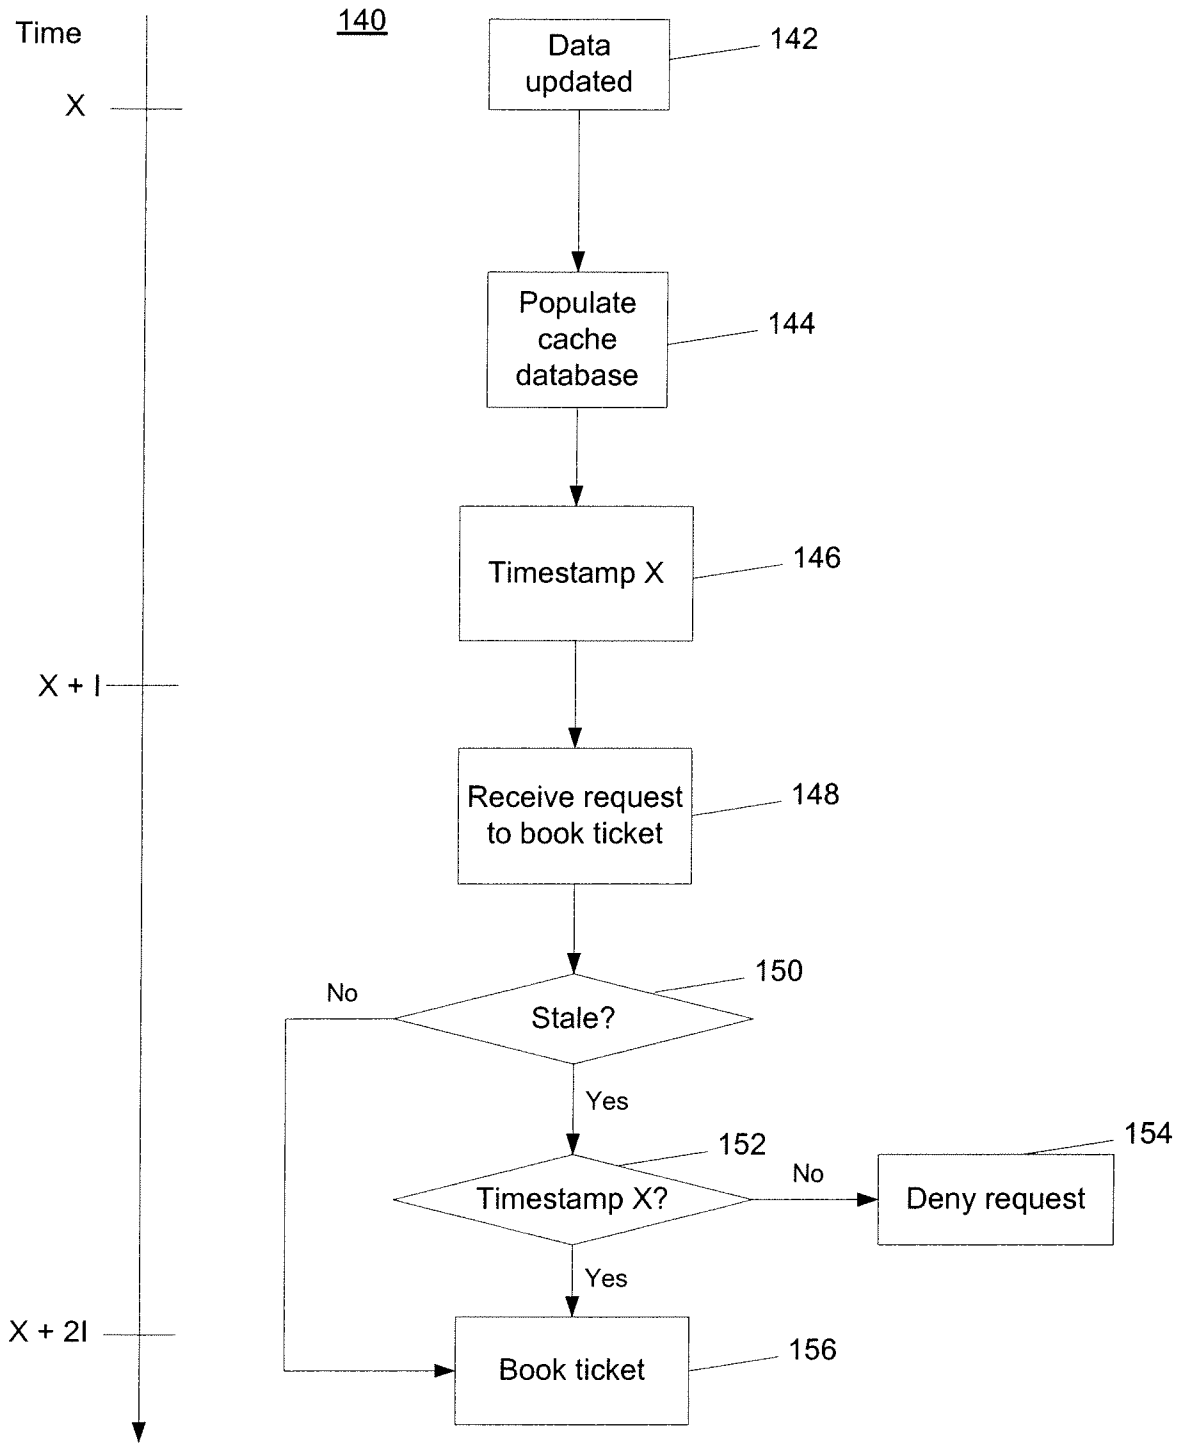 Time
140
Data
updated
142
X
Populate
cache
database
144
Timestamp X
146
X + I
Receive request
to book ticket
148
Stale?
150
No
Yes
Timestamp X?
152
No
Deny request
154
Yes
X + 2I
Book ticket
156